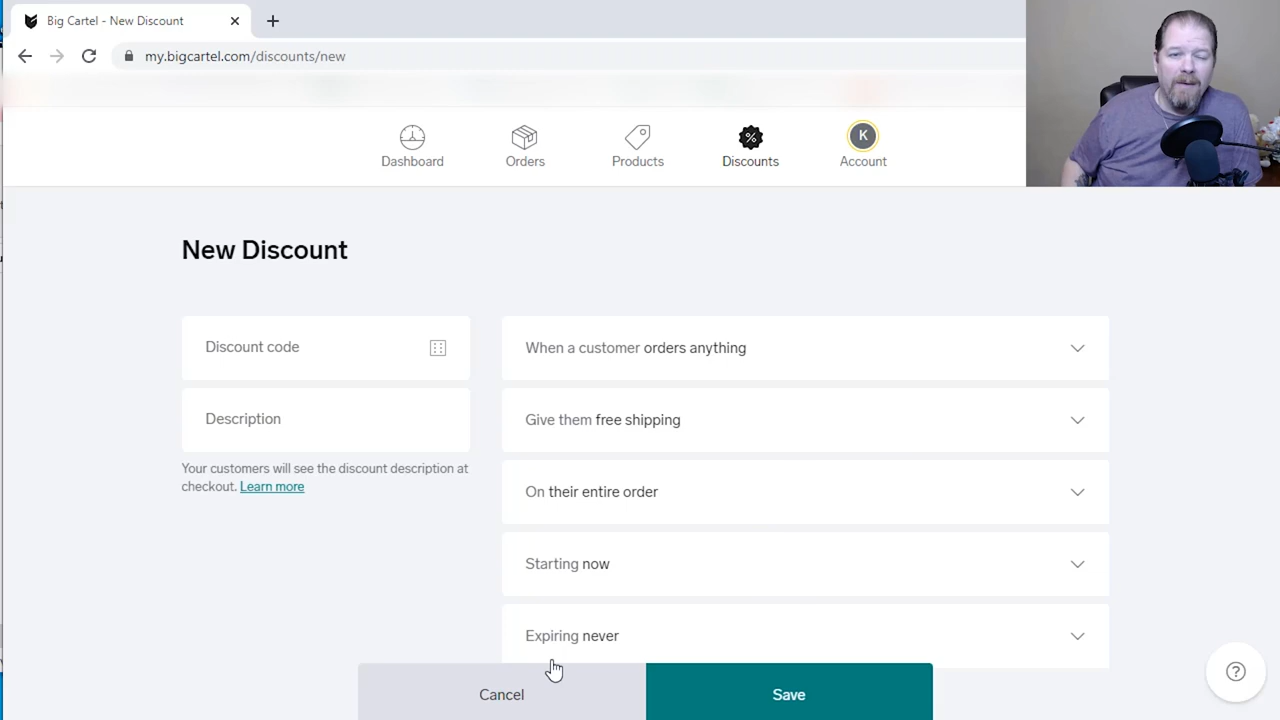 Big Cartel - New Discount
my.bigcartel.com/discounts/new
Dashboard
Orders
Products
%
Discounts
K
Account
New Discount
Discount code
Description
Your customers will see the discount description at
checkout. Learn more
When a customer orders anything
Give them free shipping
On their entire order
Starting now
Expiring never
Cancel
Save
?